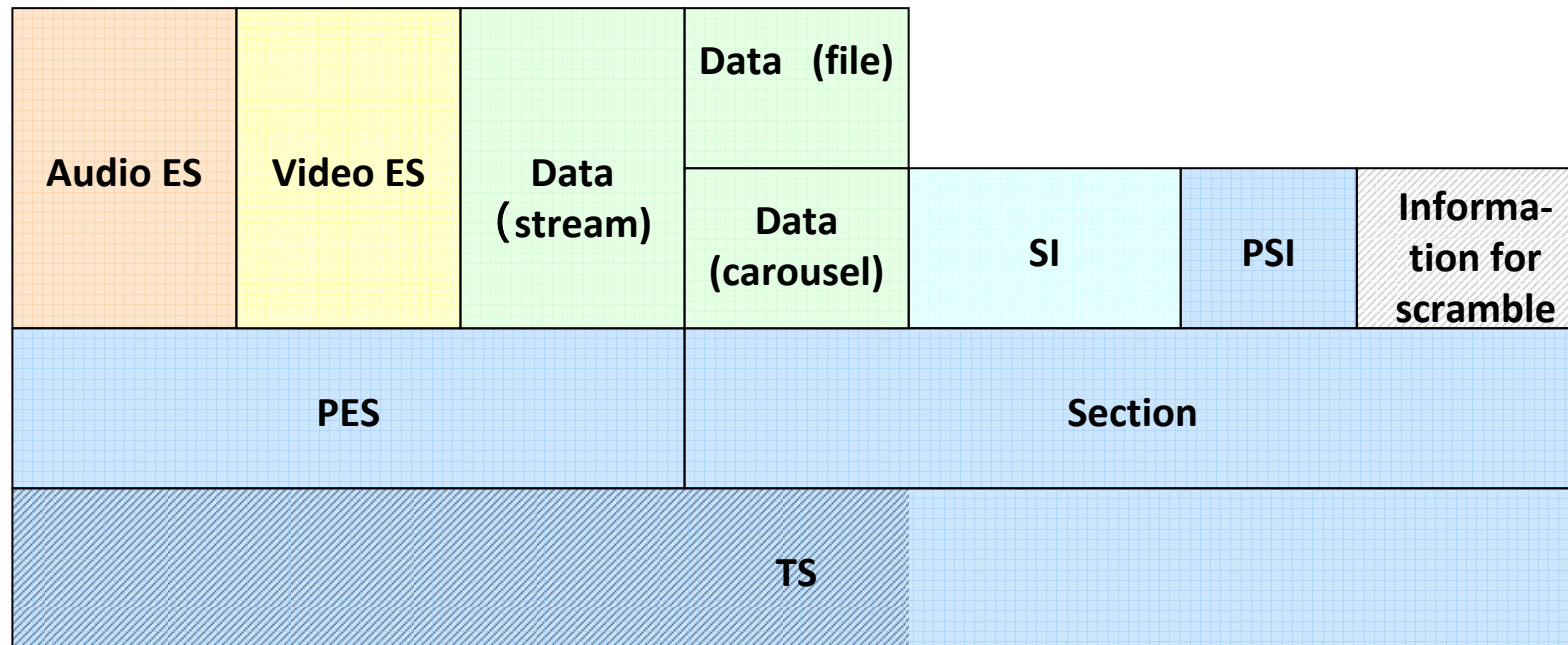 Data (file)
Audio ES
Video ES
Data
（stream)
Data
(carousel)
SI
PSI
Informa-
tion for
scramble
PES
Section
TS